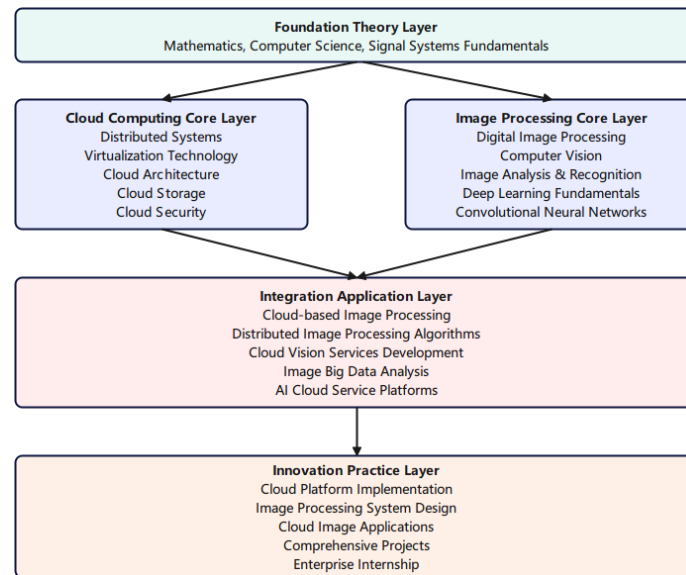 Foundation Theory Layer
Mathematics, Computer Science, Signal Systems Fundamentals
Cloud Computing Core Layer
Distributed Systems
Virtualization Technology
Cloud Architecture
Cloud Storage
Cloud Security
Image Processing Core Layer
Digital Image Processing
Computer Vision
Image Analysis & Recognition
Deep Learning Fundamentals
Convolutional Neural Networks
Integration Application Layer
Cloud-based Image Processing
Distributed Image Processing Algorithms
Cloud Vision Services Development
Image Big Data Analysis
AI Cloud Service Platforms
Innovation Practice Layer
Cloud Platform Implementation
Image Processing System Design
Cloud Image Applications
Comprehensive Projects
Enterprise Internship